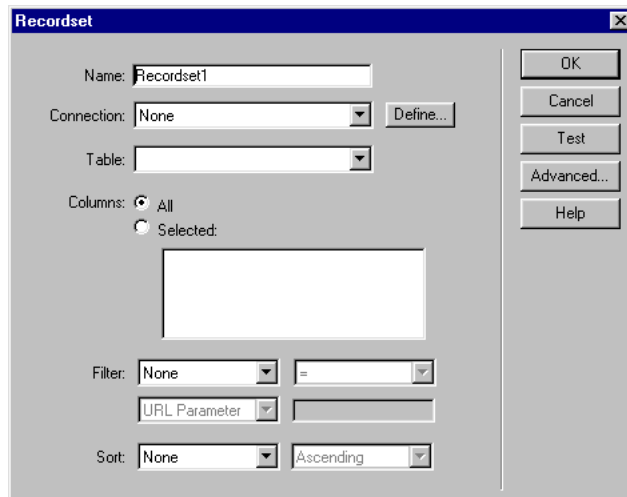 Recordset
Name: Recordset1
Connection: None Define...
Table:
Columns: All
Selected:
Filter: None =
URL Parameter
Sort: None Ascending
OK
Cancel
Test
Advanced...
Help